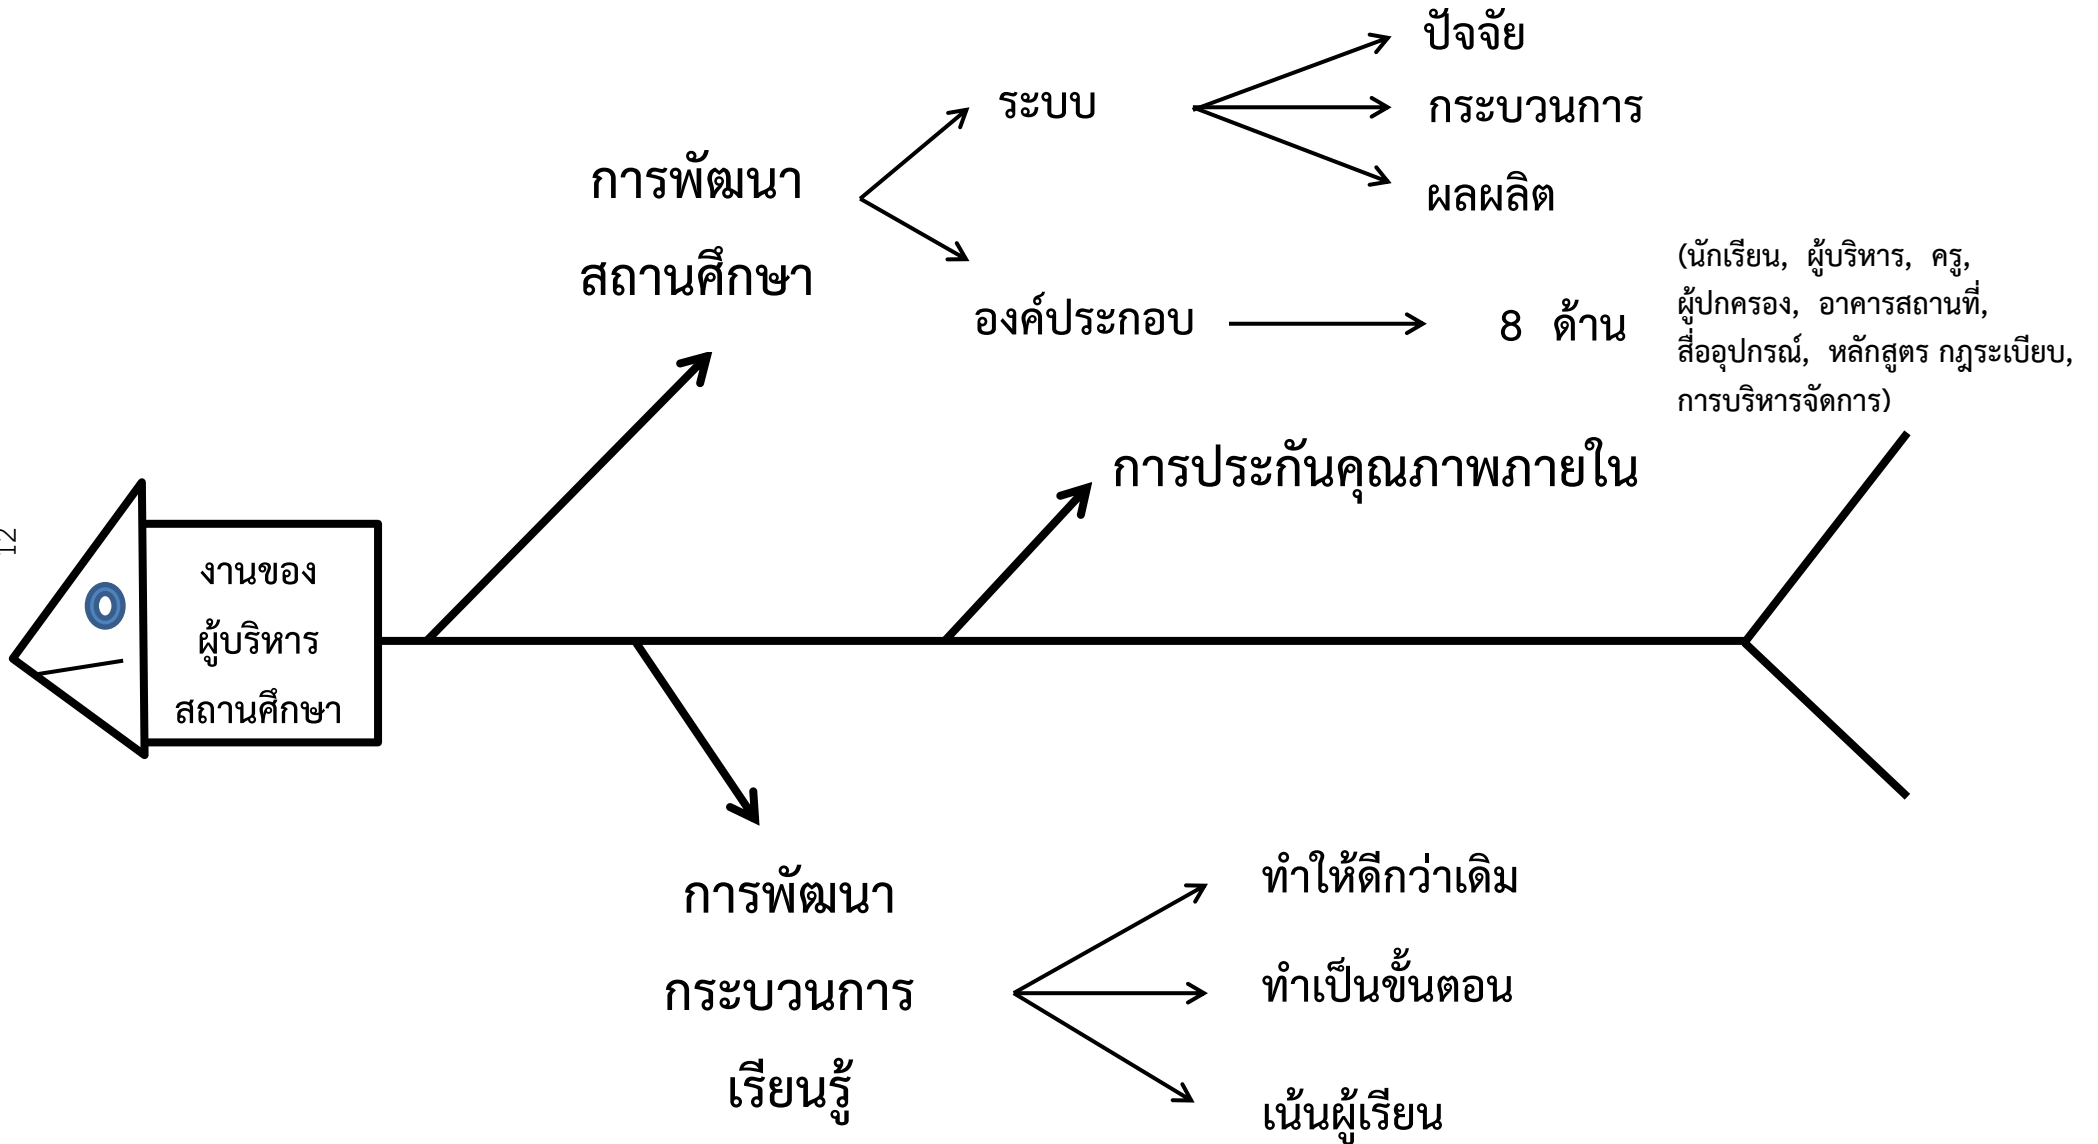 ปัจจัย
ระบบ
กระบวนการ
การพัฒนา
สถานศึกษา
ผลผลิต
องค์ประกอบ
8 ด้าน
(นักเรียน, ผู้บริหาร, ครู,
ผู้ปกครอง, อาคารสถานที่,
สื่ออุปกรณ์, หลักสูตร กฎระเบียบ,
การบริหารจัดการ)
การประกันคุณภาพภายใน
12
งานของ
ผู้บริหาร
สถานศึกษา
การพัฒนา
กระบวนการ
เรียนรู้
ทำให้ดีกว่าเดิม
ทำเป็นขั้นตอน
เน้นผู้เรียน